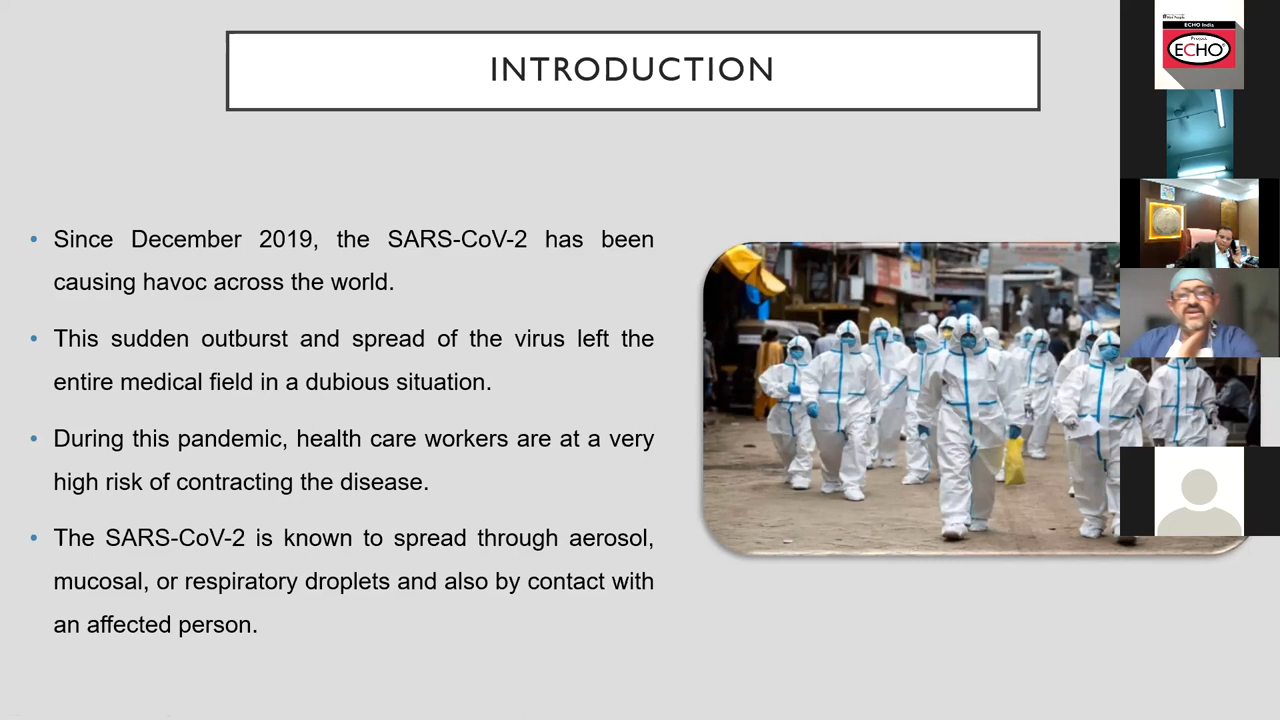 INTRODUCTION
• Since December 2019, the SARS-CoV-2 has been
causing havoc across the world.
• This sudden outburst and spread of the virus left the
entire medical field in a dubious situation.
• During this pandemic, health care workers are at a very
high risk of contracting the disease.
• The SARS-CoV-2 is known to spread through aerosol,
mucosal, or respiratory droplets and also by contact with
an affected person.
ECHO India
ECHO